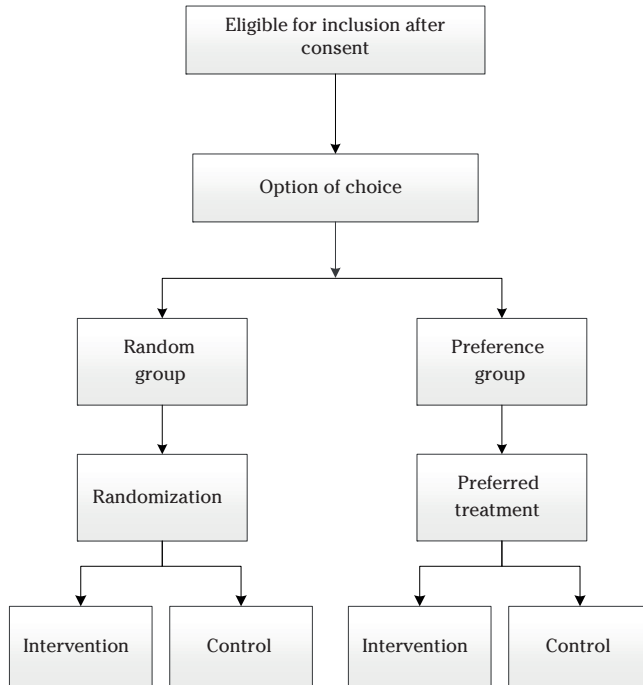 Eligible for inclusion after
consent
Option of choice
Random
group
Preference
group
Randomization
Preferred
treatment
Intervention
Control
Intervention
Control